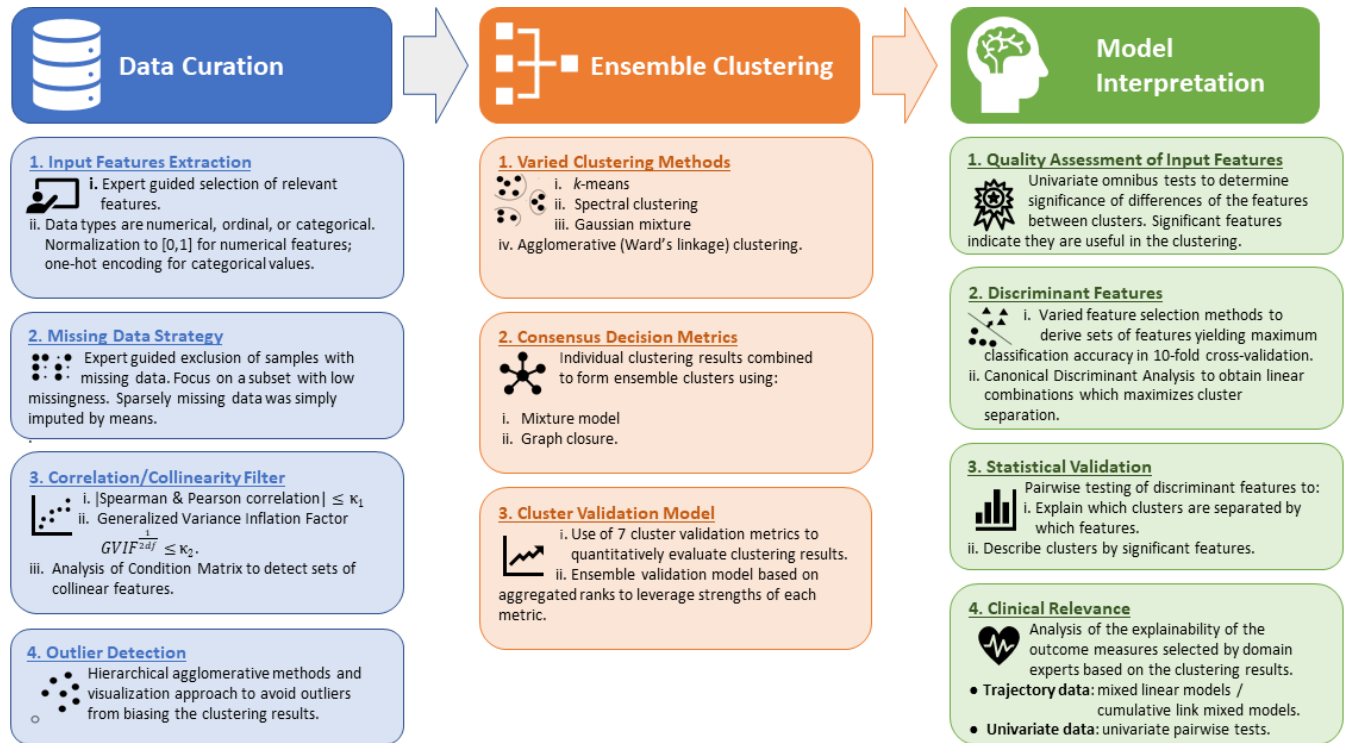 Data Curation
1. Input Features Extraction
i. Expert guided selection of relevant
features.
ii. Data types are numerical, ordinal, or categorical.
Normalization to [0,1] for numerical features;
one-hot encoding for categorical values.
2. Missing Data Strategy
Expert guided exclusion of samples with
missing data. Focus on a subset with low
missingness. Sparsely missing data was simply
imputed by means.
.
3. Correlation/Collinearity Filter
i. |Spearman & Pearson correlation| ≤ κ₁
ii. Generalized Variance Inflation Factor
GVIF^(1/2df) ≤ κ₂.
iii. Analysis of Condition Matrix to detect sets of
collinear features.
4. Outlier Detection
Hierarchical agglomerative methods and
visualization approach to avoid outliers
from biasing the clustering results.
Ensemble Clustering
1. Varied Clustering Methods
i. k-means
ii. Spectral clustering
iii. Gaussian mixture
iv. Agglomerative (Ward's linkage) clustering.
2. Consensus Decision Metrics
Individual clustering results combined
to form ensemble clusters using:
i. Mixture model
ii. Graph closure.
3. Cluster Validation Model
i. Use of 7 cluster validation metrics to
quantitatively evaluate clustering results.
ii. Ensemble validation model based on
aggregated ranks to leverage strengths of each
metric.
Model
Interpretation
1. Quality Assessment of Input Features
Univariate omnibus tests to determine
significance of differences of the features
between clusters. Significant features
indicate they are useful in the clustering.
2. Discriminant Features
i. Varied feature selection methods to
derive sets of features yielding maximum
classification accuracy in 10-fold cross-validation.
ii. Canonical Discriminant Analysis to obtain linear
combinations which maximizes cluster
separation.
3. Statistical Validation
Pairwise testing of discriminant features to:
i. Explain which clusters are separated by
which features.
ii. Describe clusters by significant features.
4. Clinical Relevance
Analysis of the explainability of the
outcome measures selected by domain
experts based on the clustering results.
● Trajectory data: mixed linear models /
cumulative link mixed models.
● Univariate data: univariate pairwise tests.